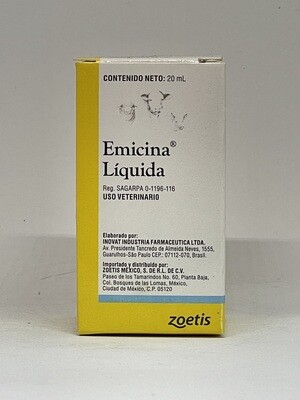 CONTENIDO NETO: 20 mL
Emicina®
Líquida
Reg. SAGARPA 0-1196-116
USO VETERINARIO
Elaborado por:
INOVAT INDUSTRIA FARMACEUTICA LTDA.
Av. Presidente Tancredo de Almeida Neves, 1555,
Guarulhos-São Paulo CEP.: 07112-070, Brasil.
Importado y distribuido por:
ZOETIS MÉXICO, S. DE R.L. DE C.V.
Paseo de los Tamarindos No. 60, Planta Baja,
Col. Bosques de las Lomas, México,
Ciudad de México, C.P. 05120
zoetis